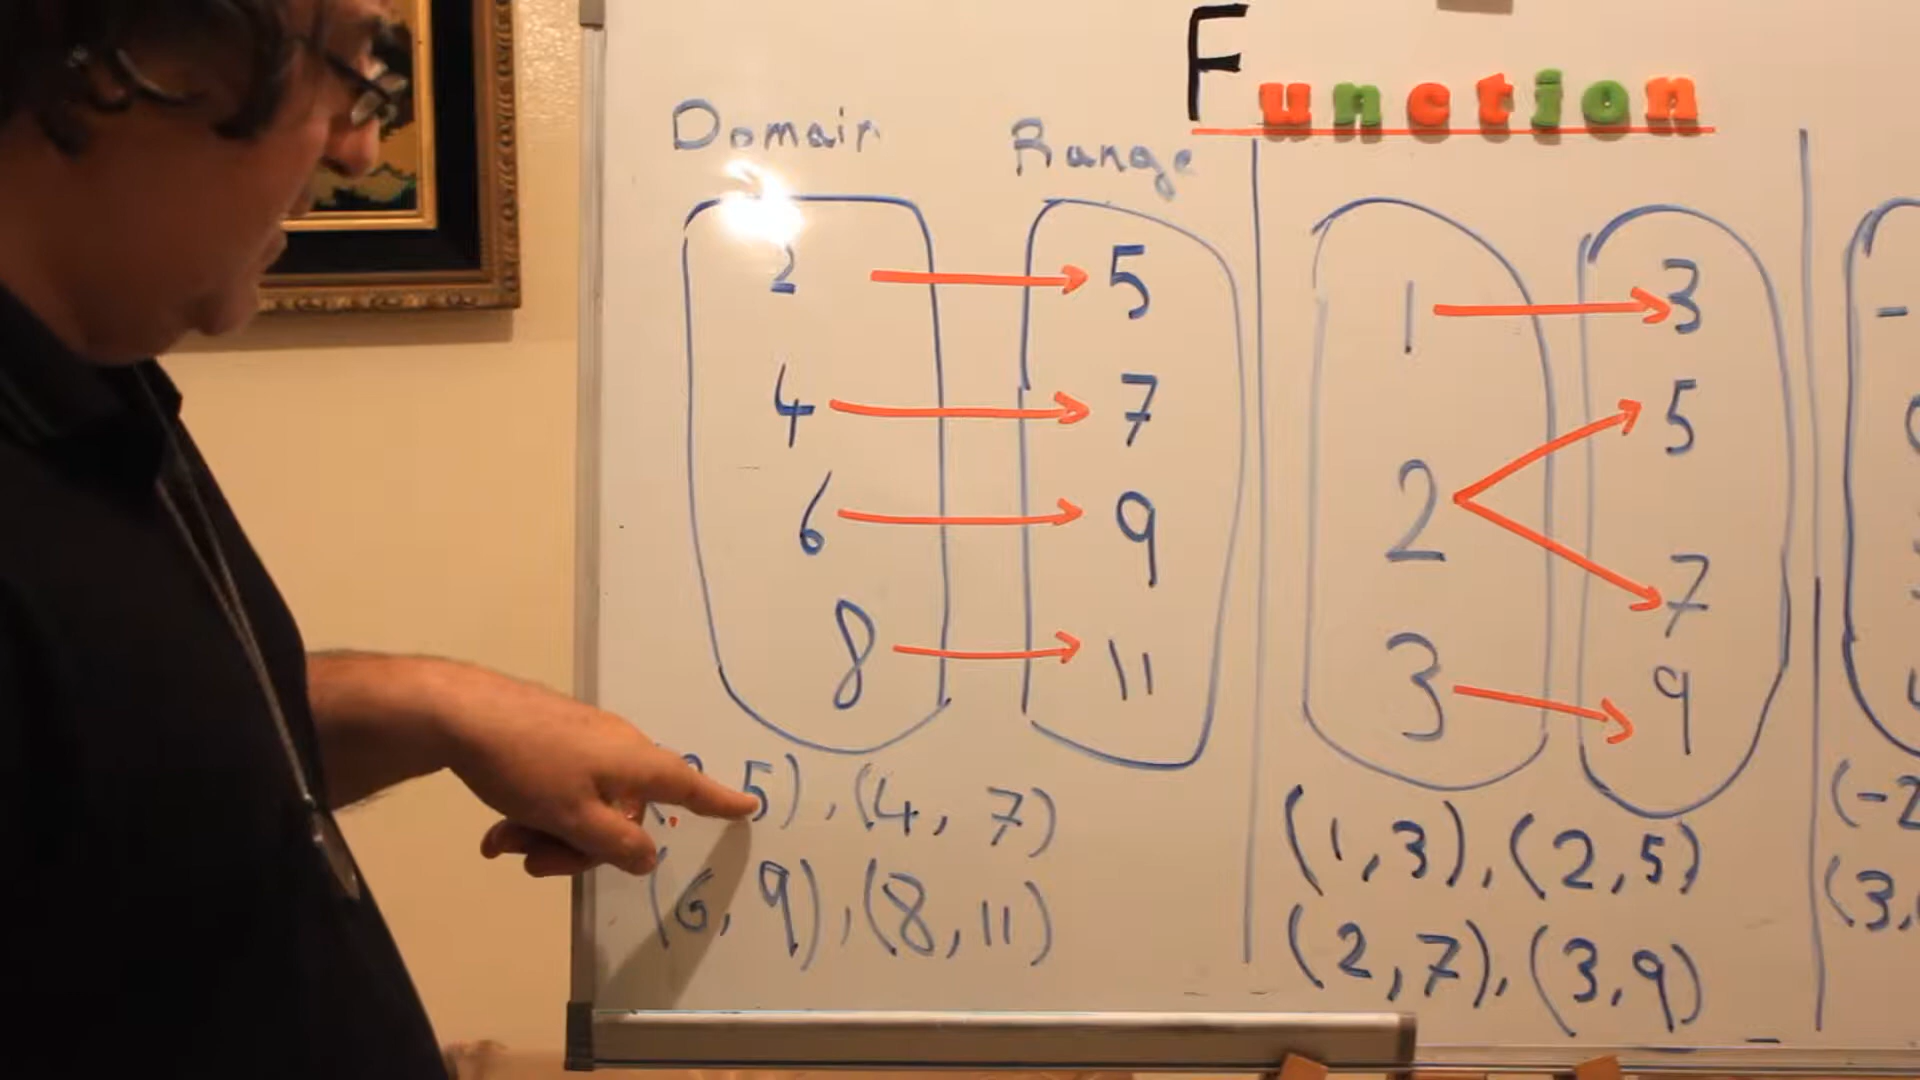 Function
Domain Range
2 5
4 7
6 9
8 11
5), (4, 7)
(6, 9), (8, 11)
1 3
2 5
7
3 9
(1, 3), (2, 5)
(2, 7), (3, 9)
(-2
(3,